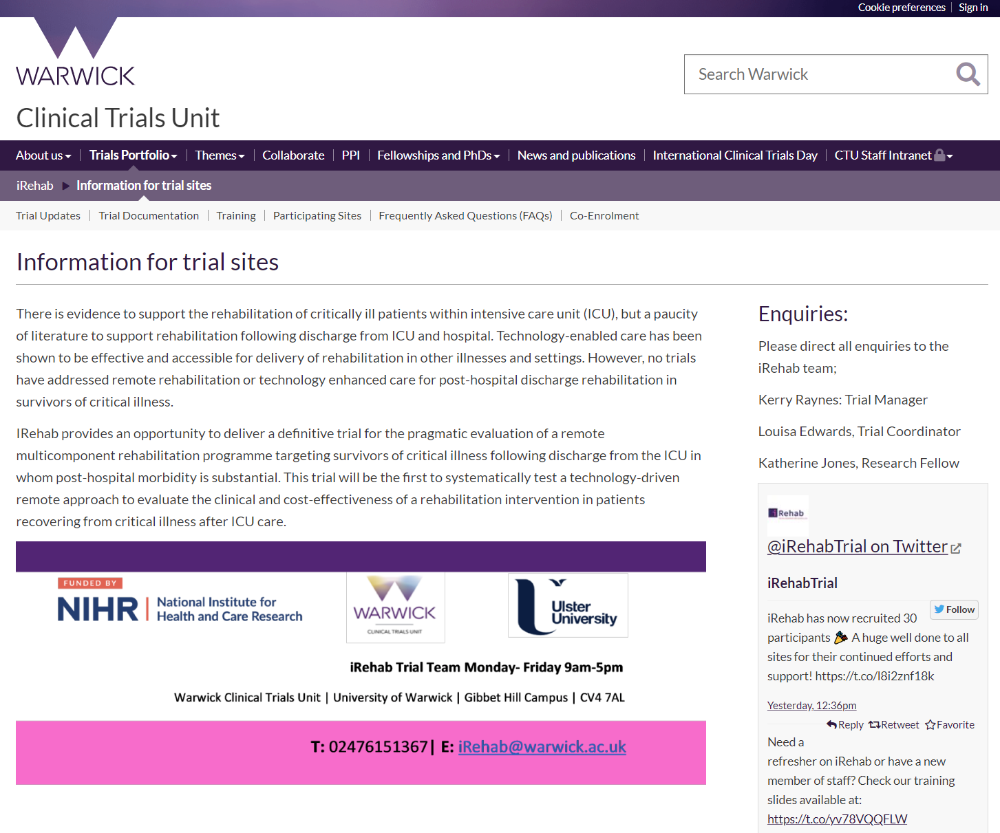 Cookie preferences | Sign in
WARWICK
Search Warwick
Clinical Trials Unit
About us | Trials Portfolio | Themes | Collaborate | PPI | Fellowships and PhDs | News and publications | International Clinical Trials Day | CTU Staff Intranet
iRehab Information for trial sites
Trial Updates | Trial Documentation | Training | Participating Sites | Frequently Asked Questions (FAQs) | Co-Enrolment
Information for trial sites
There is evidence to support the rehabilitation of critically ill patients within intensive care unit (ICU), but a paucity
of literature to support rehabilitation following discharge from ICU and hospital. Technology-enabled care has been
shown to be effective and accessible for delivery of rehabilitation in other illnesses and settings. However, no trials
have addressed remote rehabilitation or technology enhanced care for post-hospital discharge rehabilitation in
survivors of critical illness.
IRehab provides an opportunity to deliver a definitive trial for the pragmatic evaluation of a remote
multicomponent rehabilitation programme targeting survivors of critical illness following discharge from the ICU in
whom post-hospital morbidity is substantial. This trial will be the first to systematically test a technology-driven
remote approach to evaluate the clinical and cost-effectiveness of a rehabilitation intervention in patients
recovering from critical illness after ICU care.
FUNDED BY
NIHR | National Institute for
Health and Care Research
WARWICK
CLINICAL TRIALS UNIT
Ulster
University
iRehab Trial Team Monday- Friday 9am-5pm
Warwick Clinical Trials Unit | University of Warwick | Gibbet Hill Campus | CV4 7AL
T: 02476151367| E: iRehab@warwick.ac.uk
Enquiries:
Please direct all enquiries to the
iRehab team;
Kerry Raynes: Trial Manager
Louisa Edwards, Trial Coordinator
Katherine Jones, Research Fellow
iRehab
@iRehabTrial on Twitter
iRehabTrial
Follow
iRehab has now recruited 30
participants 🎉 A huge well done to all
sites for their continued efforts and
support! https://t.co/l8i2znf18k
Yesterday, 12:36pm
Reply Retweet Favorite
Need a
refresher on iRehab or have a new
member of staff? Check our training
slides available at:
https://t.co/yv78VQQFLW